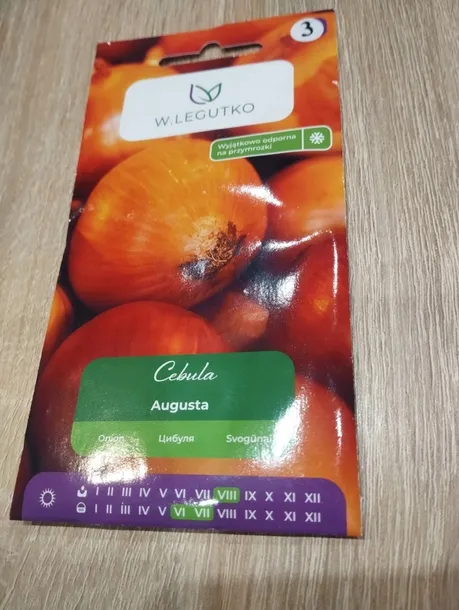 3
W.LEGUTKO
Wyjątkowo odporna
na przymrozki
Cebula
Augusta
Onion Цибуля Svogūnai
I II III IV V VI VII VIII IX X XI XII
I II III IV V VI VII VIII IX X XI XII